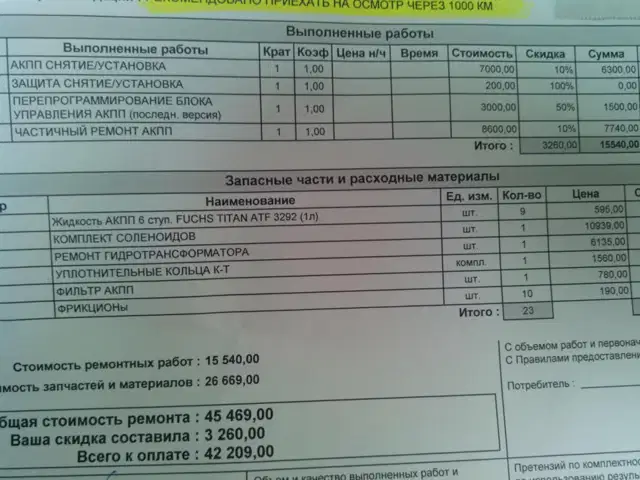 РЕКОМЕНДОВАНО ПРИЕХАТЬ НА ОСМОТР ЧЕРЕЗ 1000 КМ
Выполненные работы
Выполненные работы Крат Коэф Цена н/ч Время Стоимость Скидка Сумма
АКПП СНЯТИЕ/УСТАНОВКА 1 1,00 7000,00 10% 6300,00
ЗАЩИТА СНЯТИЕ/УСТАНОВКА 1 1,00 200,00 100% 0,00
ПЕРЕПРОГРАММИРОВАНИЕ БЛОКА
УПРАВЛЕНИЯ АКПП (последн. версия) 1 1,00 3000,00 50% 1500,00
ЧАСТИЧНЫЙ РЕМОНТ АКПП 1 1,00 8600,00 10% 7740,00
Итого : 3260,00 15540,00
Запасные части и расходные материалы
р Наименование Ед. изм. Кол-во Цена
Жидкость АКПП 6 ступ. FUCHS TITAN ATF 3292 (1л) шт. 9 595,00
КОМПЛЕКТ СОЛЕНОИДОВ шт. 1 10939,00
РЕМОНТ ГИДРОТРАНСФОРМАТОРА шт. 1 6135,00
УПЛОТНИТЕЛЬНЫЕ КОЛЬЦА К-Т компл. 1 1560,00
ФИЛЬТР АКПП шт. 1 780,00
ФРИКЦИОНы шт. 10 190,00
Итого : 23
Стоимость ремонтных работ : 15 540,00
имость запчастей и материалов : 26 669,00
бщая стоимость ремонта : 45 469,00
Ваша скидка составила : 3 260,00
Всего к оплате : 42 209,00
С объемом работ и первонач
С Правилами предоставлени
Потребитель :
Объем и качество выполненных работ и
Претензий по комплектнос